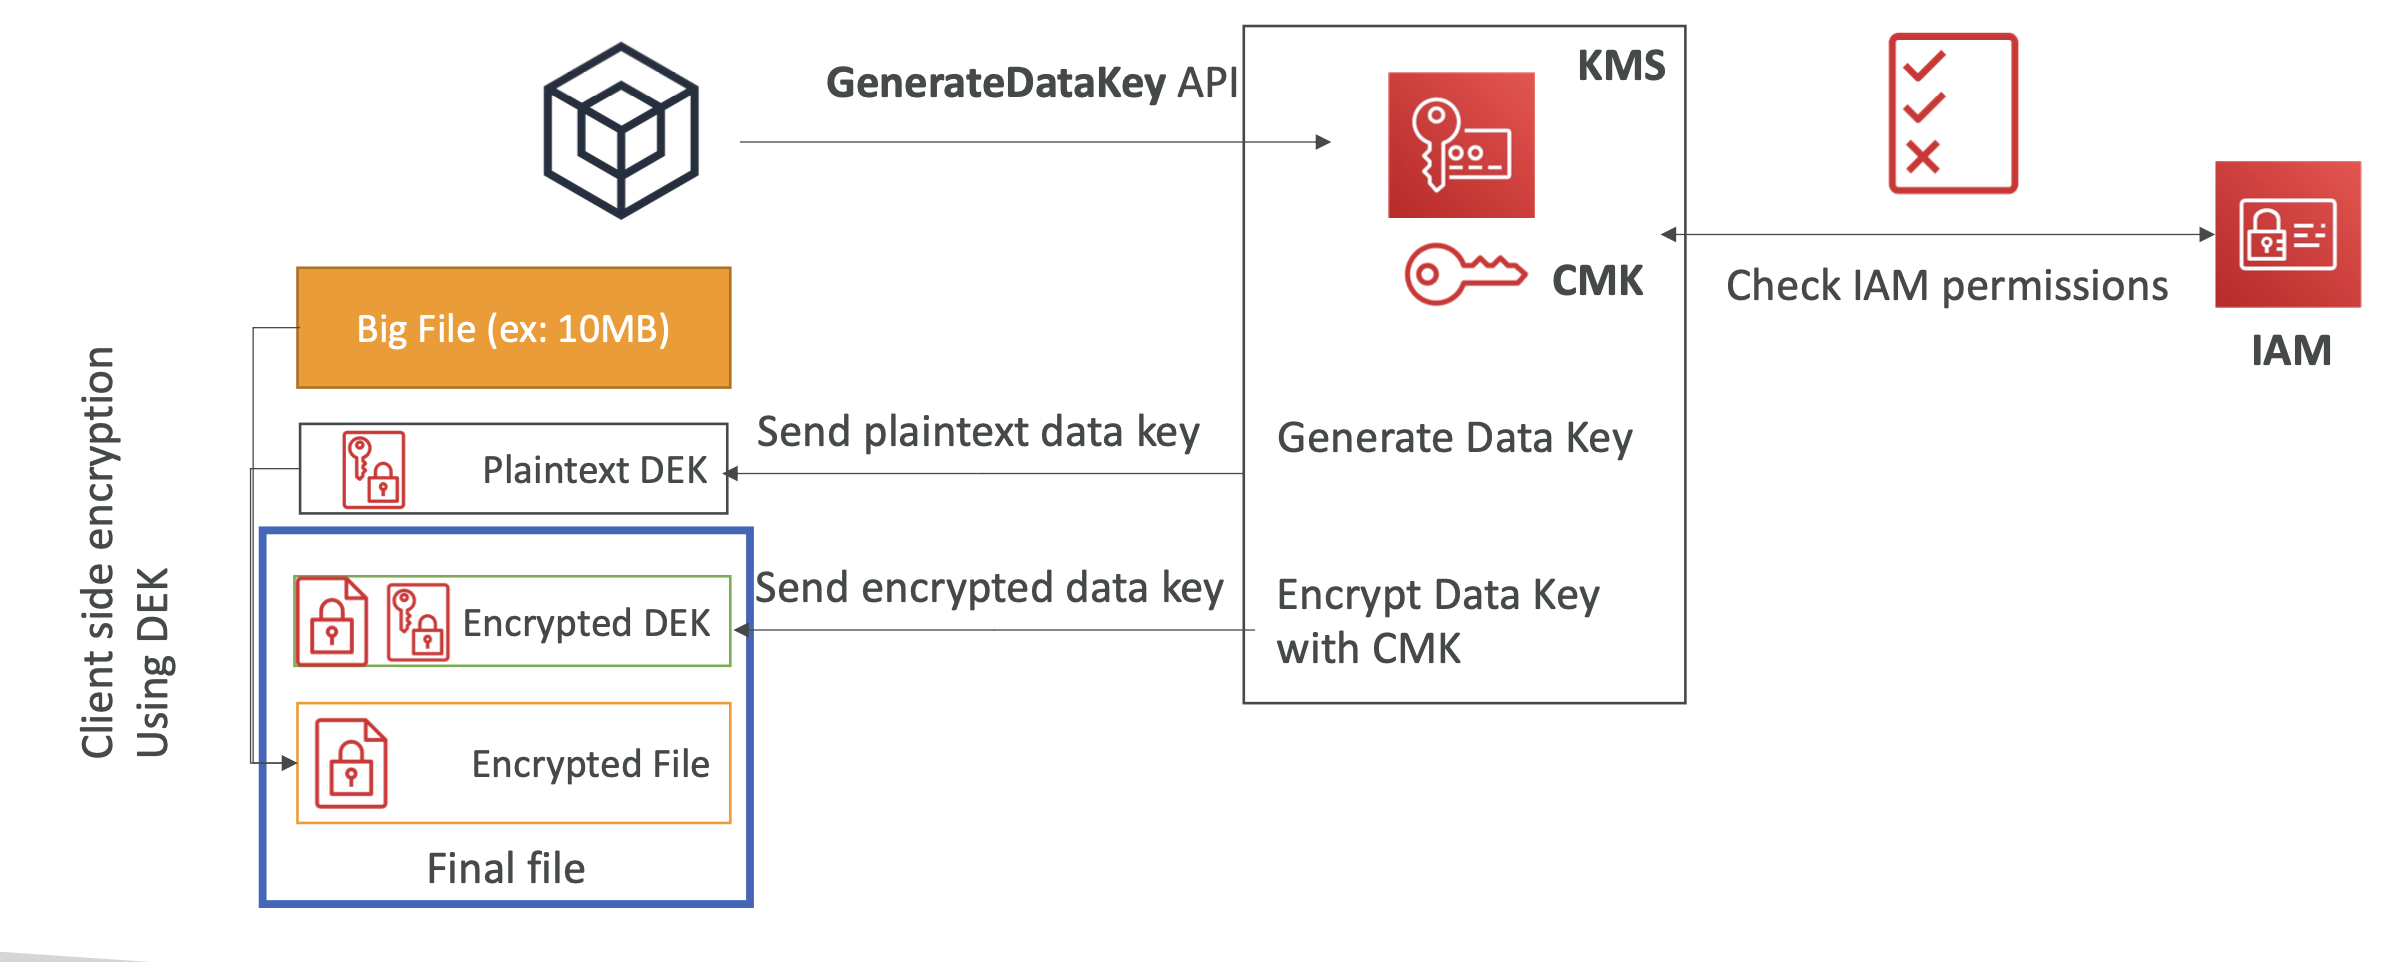 GenerateDataKey API
KMS
CMK
Check IAM permissions
IAM
Big File (ex: 10MB)
Client side encryption
Using DEK
Plaintext DEK
Send plaintext data key
Generate Data Key
Encrypted DEK
Send encrypted data key
Encrypt Data Key
with CMK
Encrypted File
Final file